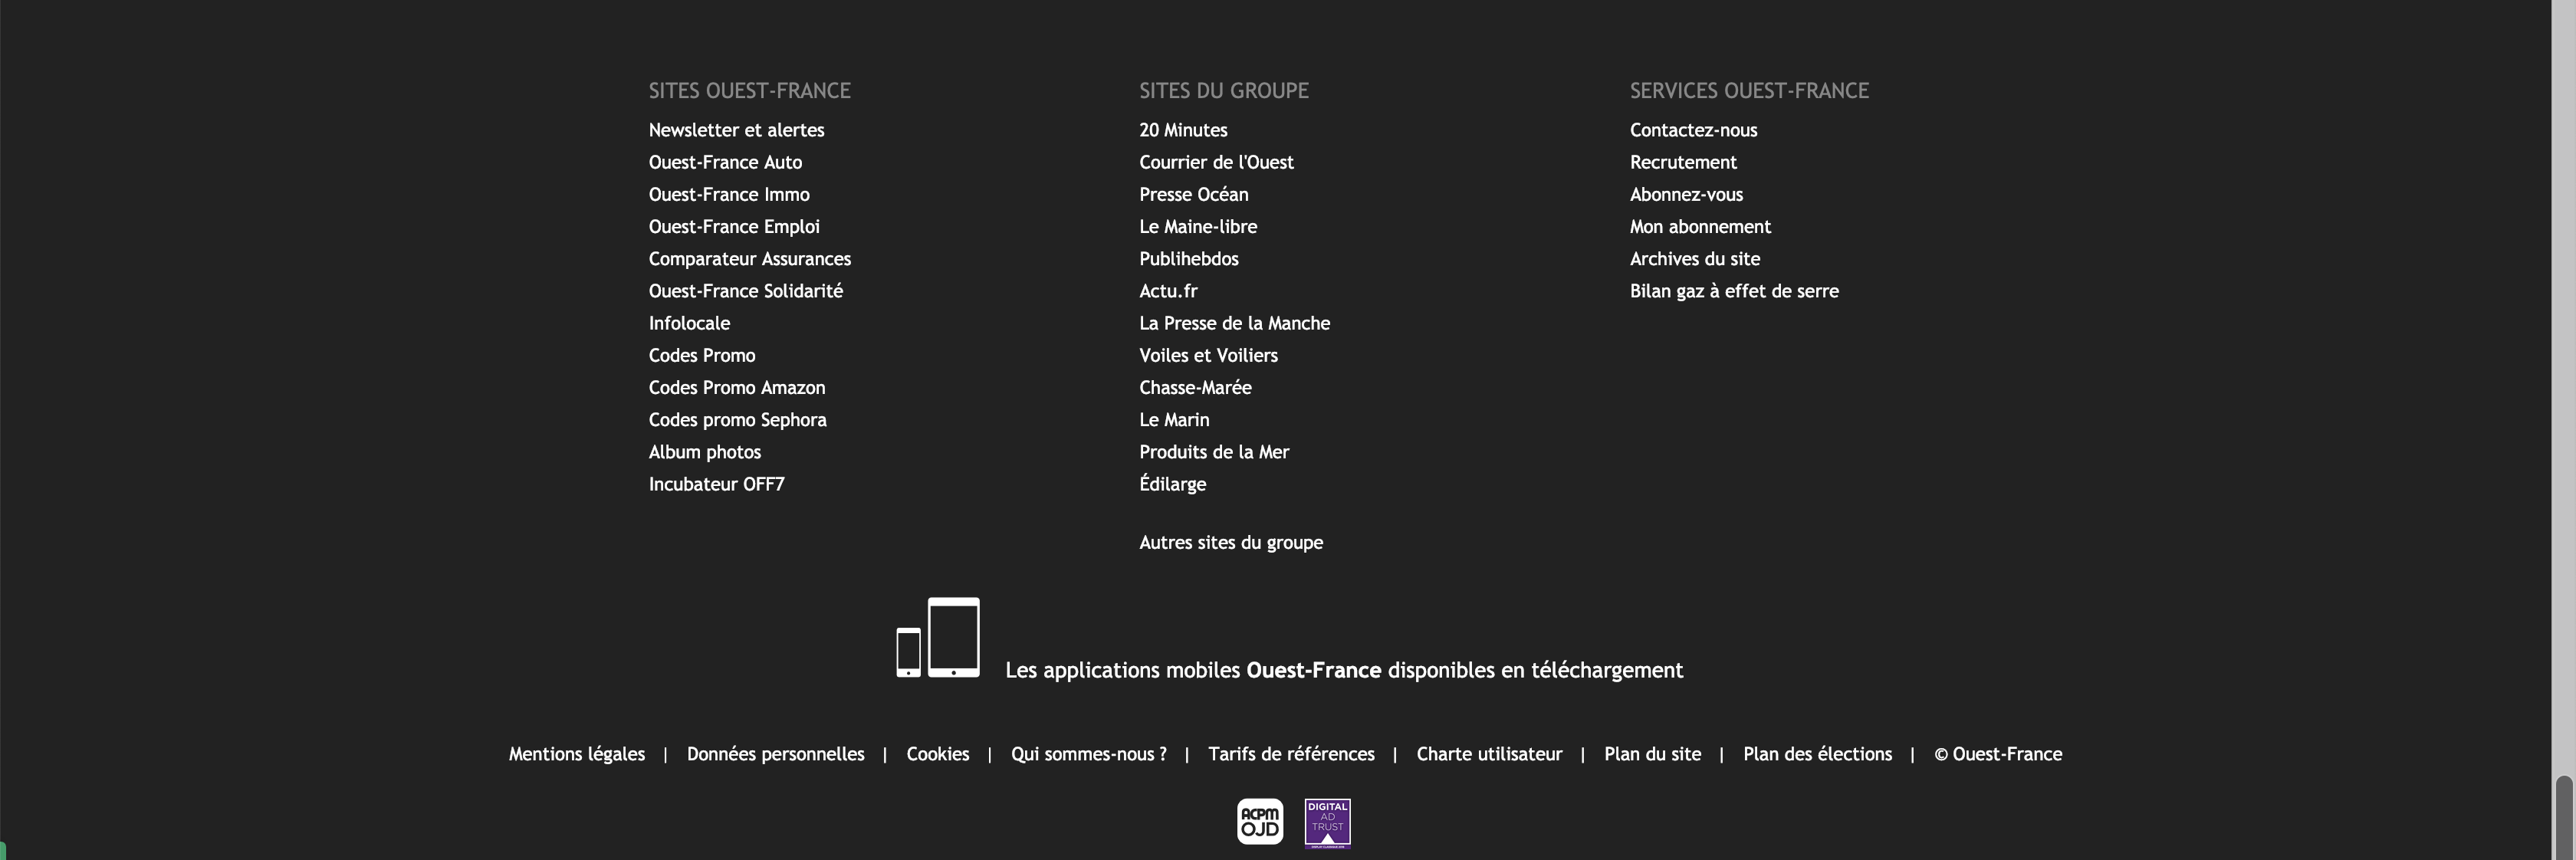 SITES OUEST-FRANCE
Newsletter et alertes
Ouest-France Auto
Ouest-France Immo
Ouest-France Emploi
Comparateur Assurances
Ouest-France Solidarité
Infolocale
Codes Promo
Codes Promo Amazon
Codes promo Sephora
Album photos
Incubateur OFF7
SITES DU GROUPE
20 Minutes
Courrier de l'Ouest
Presse Océan
Le Maine-libre
Publihebdos
Actu.fr
La Presse de la Manche
Voiles et Voiliers
Chasse-Marée
Le Marin
Produits de la Mer
Édilarge
Autres sites du groupe
SERVICES OUEST-FRANCE
Contactez-nous
Recrutement
Abonnez-vous
Mon abonnement
Archives du site
Bilan gaz à effet de serre
Les applications mobiles Ouest-France disponibles en téléchargement
Mentions légales | Données personnelles | Cookies | Qui sommes-nous ? | Tarifs de références | Charte utilisateur | Plan du site | Plan des élections | © Ouest-France
ACPM
OJD
DIGITAL
AD
TRUST